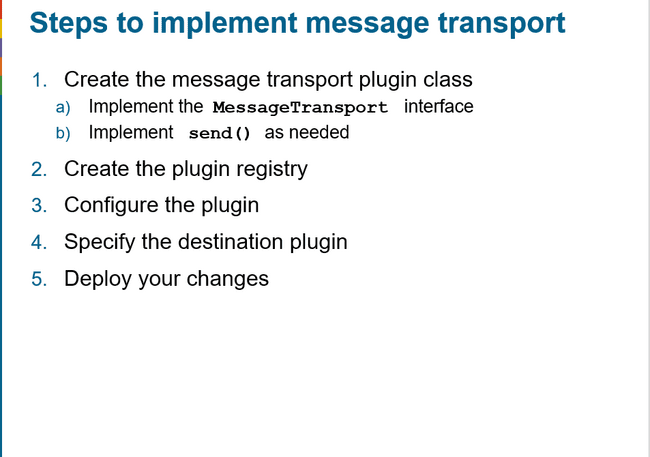 Steps to implement message transport
1. Create the message transport plugin class
a) Implement the MessageTransport interface
b) Implement send() as needed
2. Create the plugin registry
3. Configure the plugin
4. Specify the destination plugin
5. Deploy your changes